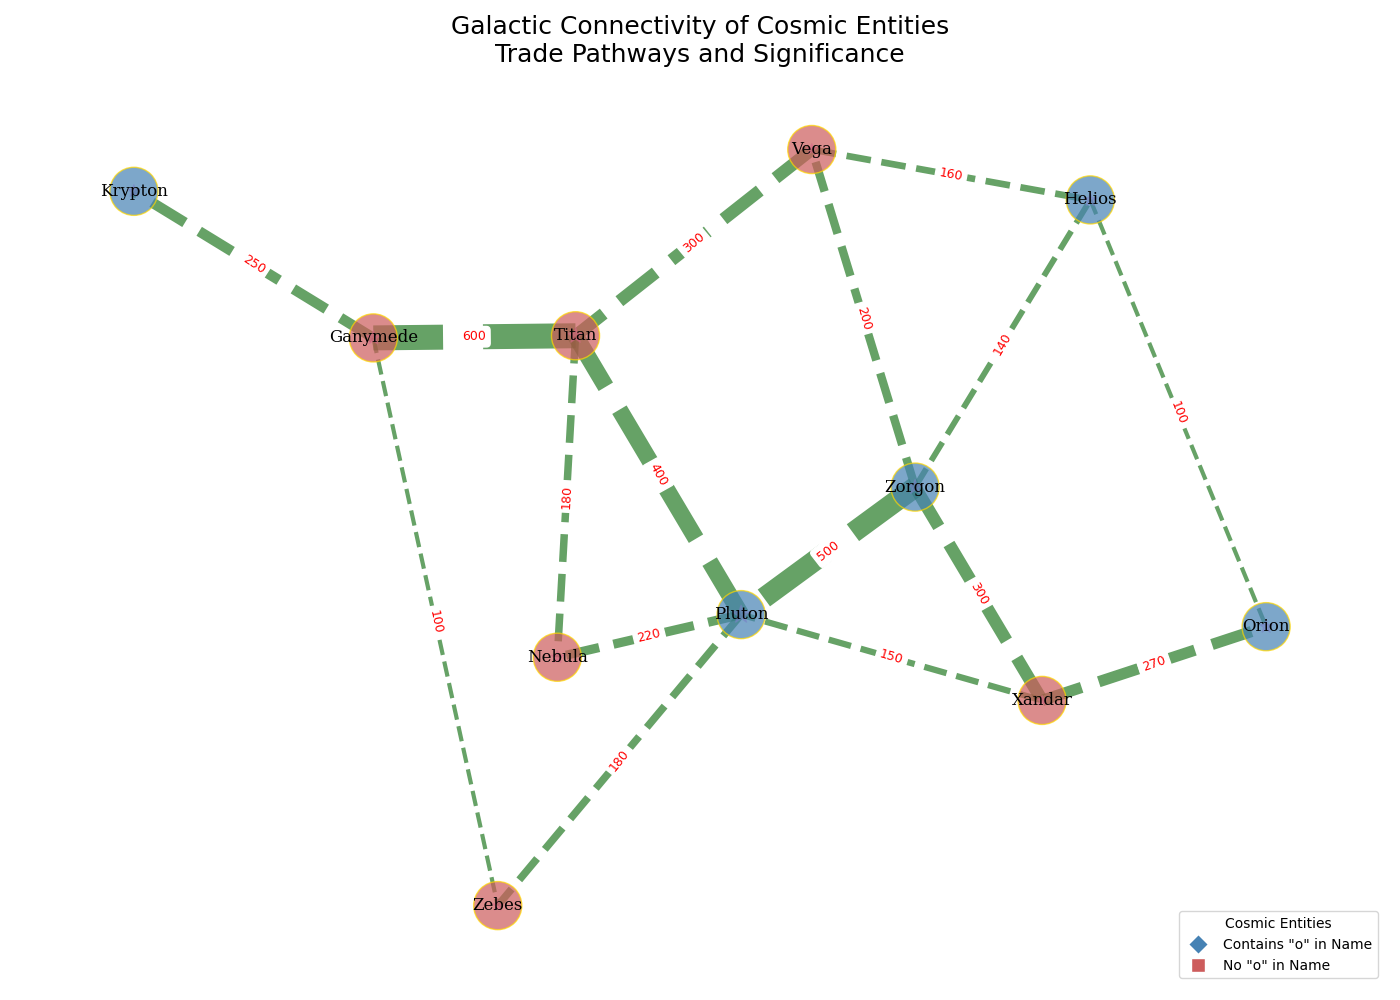 Galactic Connectivity of Cosmic Entities
Trade Pathways and Significance
Vega
160
Krypton
Helios
300
250
200
Ganymede
600
Titan
140
100
400
Zorgon
180
500
300
Pluton
100
220
150
Orion
Nebula
270
Xandar
180
Zebes
Cosmic Entities
Contains "o" in Name
No "o" in Name